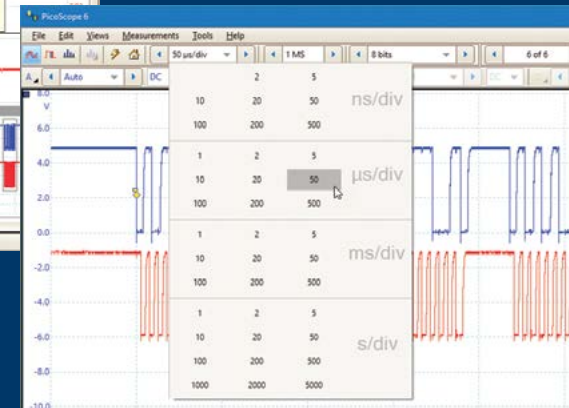 PicoScope 6
File Edit Views Measurements Tools Help
50 µs/div 1 MS 8 bits 6 of 6
A Auto DC DC
8.0
V
6.0
4.0
2.0
0.0
-2.0
-4.0
-6.0
-8.0
-10.0
2 5
10 20 50 ns/div
100 200 500
1 2 5
10 20 50 µs/div
100 200 500
1 2 5
10 20 50 ms/div
100 200 500
1 2 5
10 20 50 s/div
100 200 500
1000 2000 5000